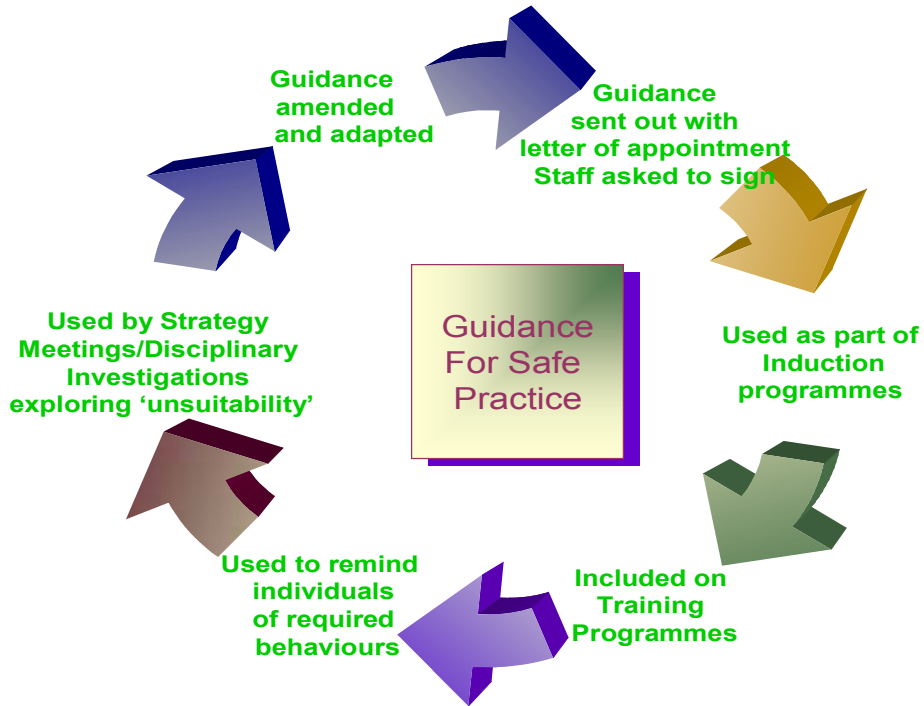 Guidance
amended
and adapted
Guidance
sent out with
letter of appointment
Staff asked to sign
Used as part of
Induction
programmes
Included on
Training
Programmes
Used to remind
individuals
of required
behaviours
Used by Strategy
Meetings/Disciplinary
Investigations
exploring ‘unsuitability’
Guidance
For Safe
Practice